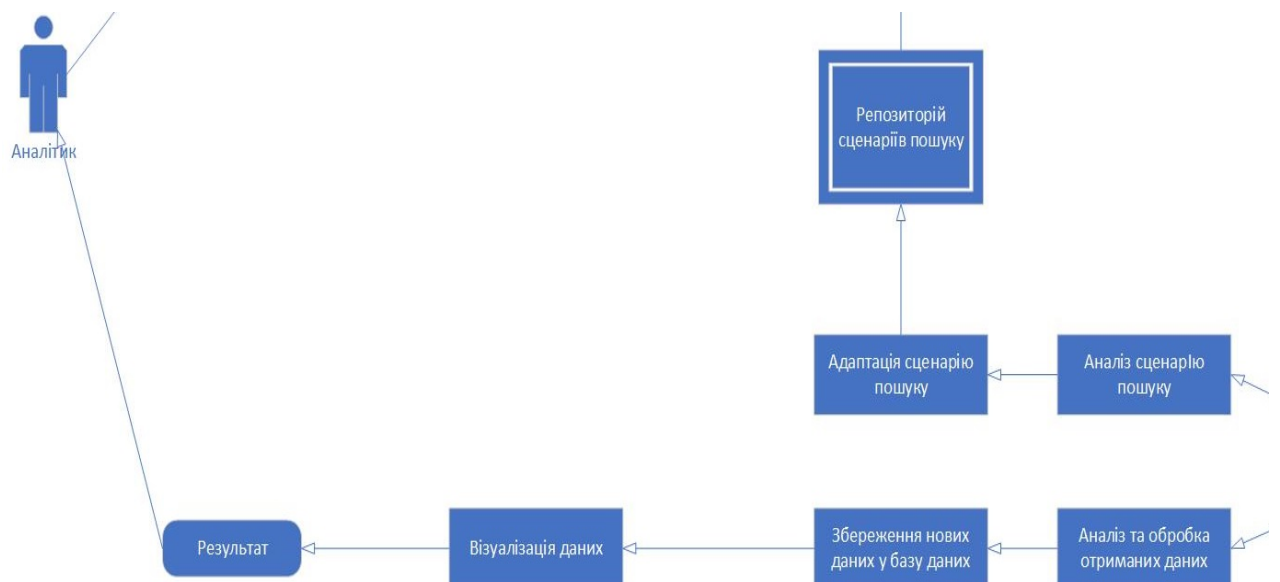 Аналітик
Репозиторій
сценаріїв пошуку
Адаптація сценарію
пошуку
Аналіз сценарІю
пошуку
Результат
Візуалізація даних
Збереження нових
даних у базу даних
Аналіз та обробка
отриманих даних